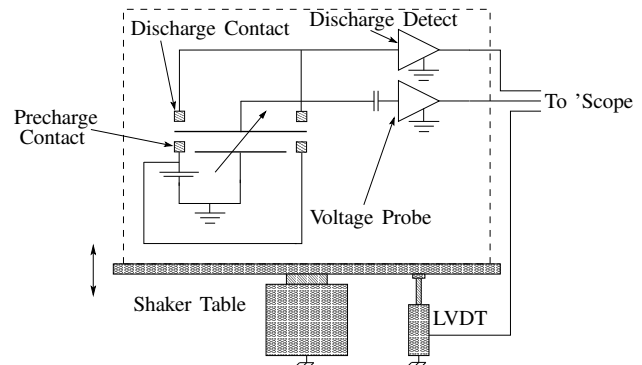 Discharge Detect
Discharge Contact
To 'Scope
Precharge
Contact
Voltage Probe
Shaker Table
LVDT